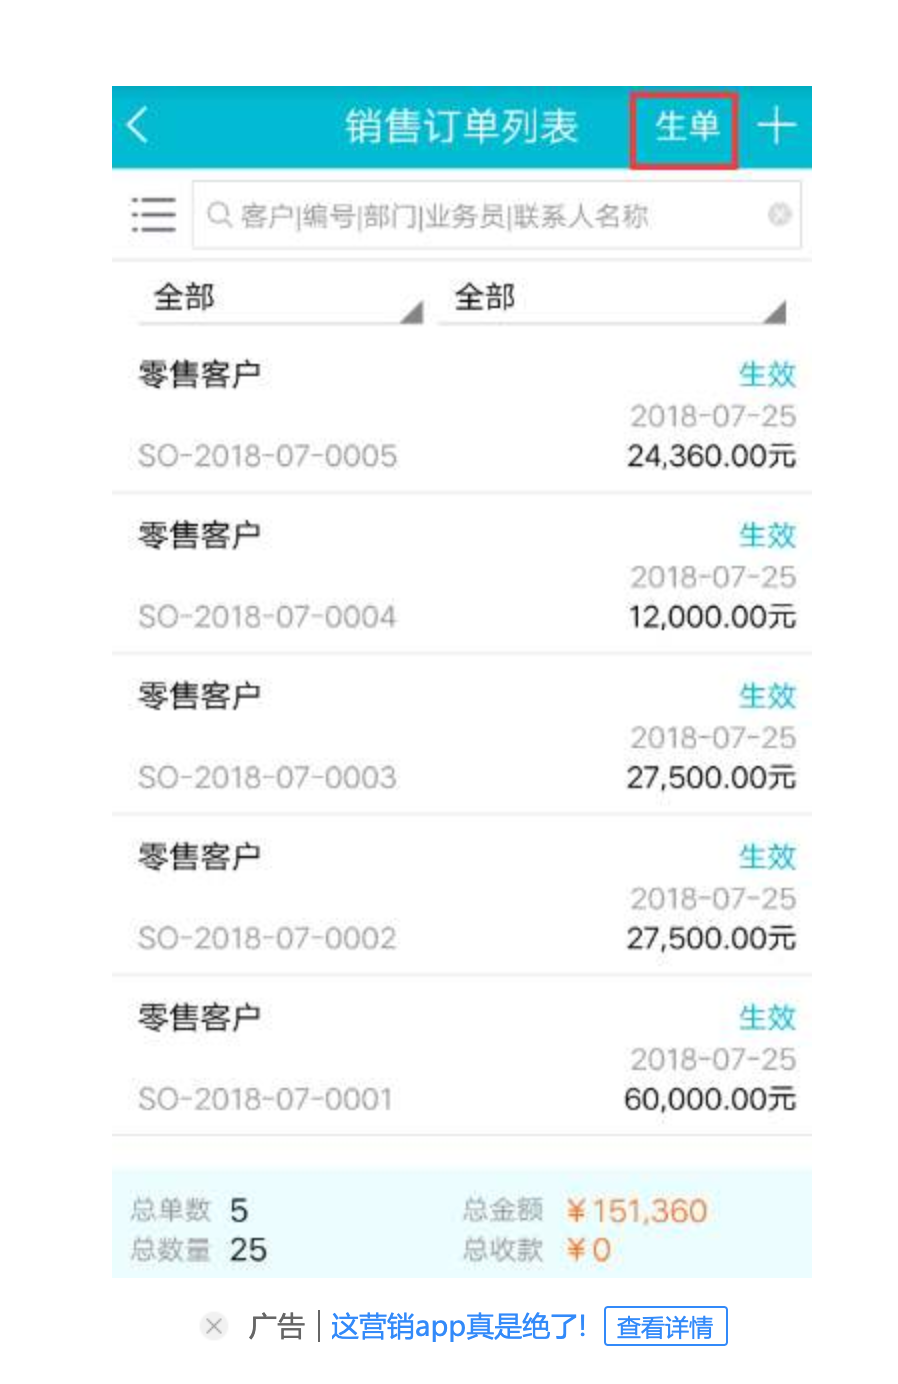 销售订单列表 生单
客户|编号|部门|业务员|联系人名称
全部 全部
零售客户 生效
2018-07-25
SO-2018-07-0005 24,360.00元
零售客户 生效
2018-07-25
SO-2018-07-0004 12,000.00元
零售客户 生效
2018-07-25
SO-2018-07-0003 27,500.00元
零售客户 生效
2018-07-25
SO-2018-07-0002 27,500.00元
零售客户 生效
2018-07-25
SO-2018-07-0001 60,000.00元
总单数 5 总金额 ¥151,360
总数量 25 总收款 ¥0
广告|这营销app真是绝了! 查看详情